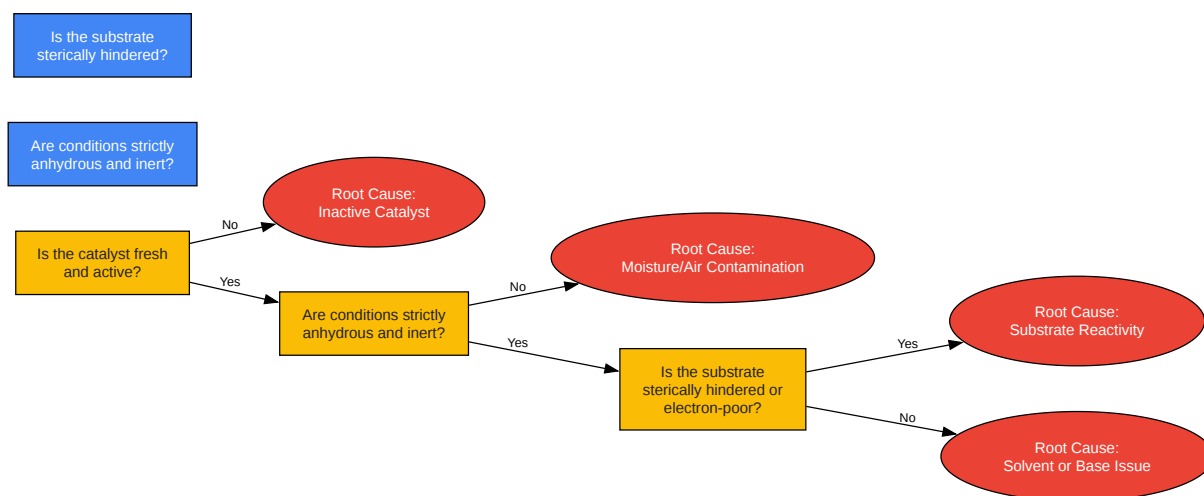 Is the substrate
sterically hindered?
Are conditions strictly
anhydrous and inert?
Root Cause:
Inactive Catalyst
No
Is the catalyst fresh
and active?
Yes
Root Cause:
Moisture/Air Contamination
No
Are conditions strictly
anhydrous and inert?
Yes
Root Cause:
Substrate Reactivity
Yes
Is the substrate
sterically hindered or
electron-poor?
No
Root Cause:
Solvent or Base Issue